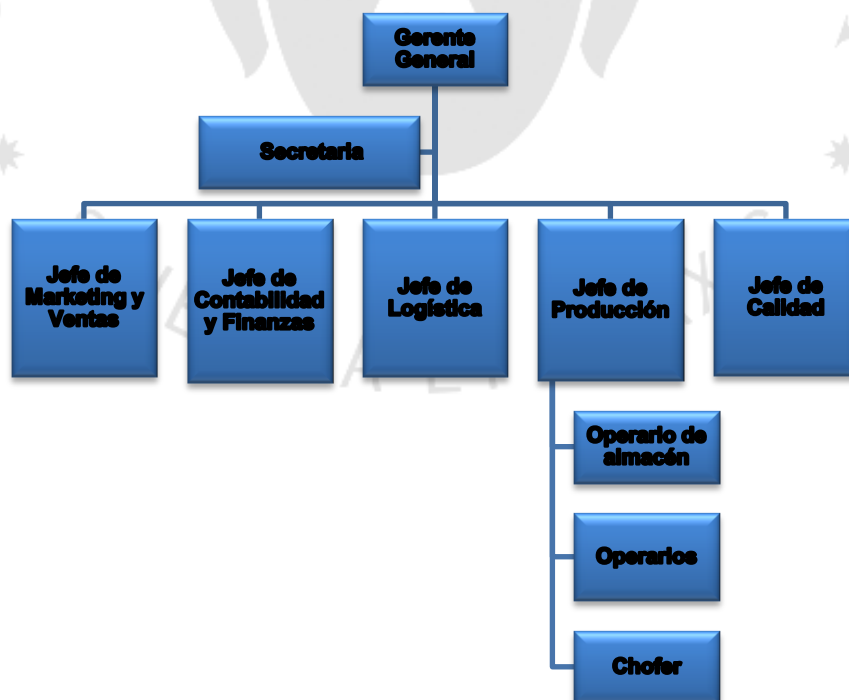 Gerente
General
Secretaria
Jefe de
Marketing y
Ventas
Jefe de
Contabilidad
y Finanzas
Jefe de
Logística
Jefe de
Producción
Jefe de
Calidad
Operario de
almacén
Operarios
Chofer